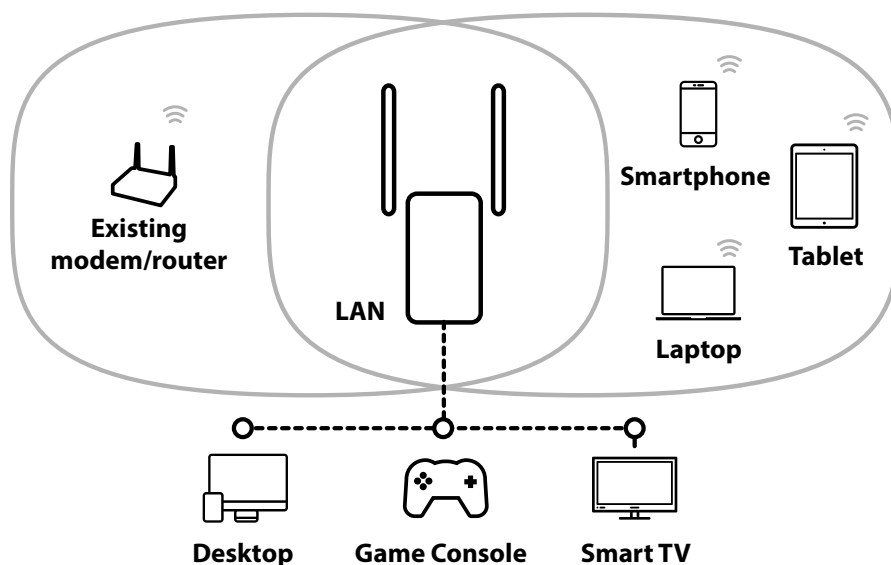 Smartphone
Existing
modem/router
Tablet
LAN
Laptop
Desktop
Game Console
Smart TV